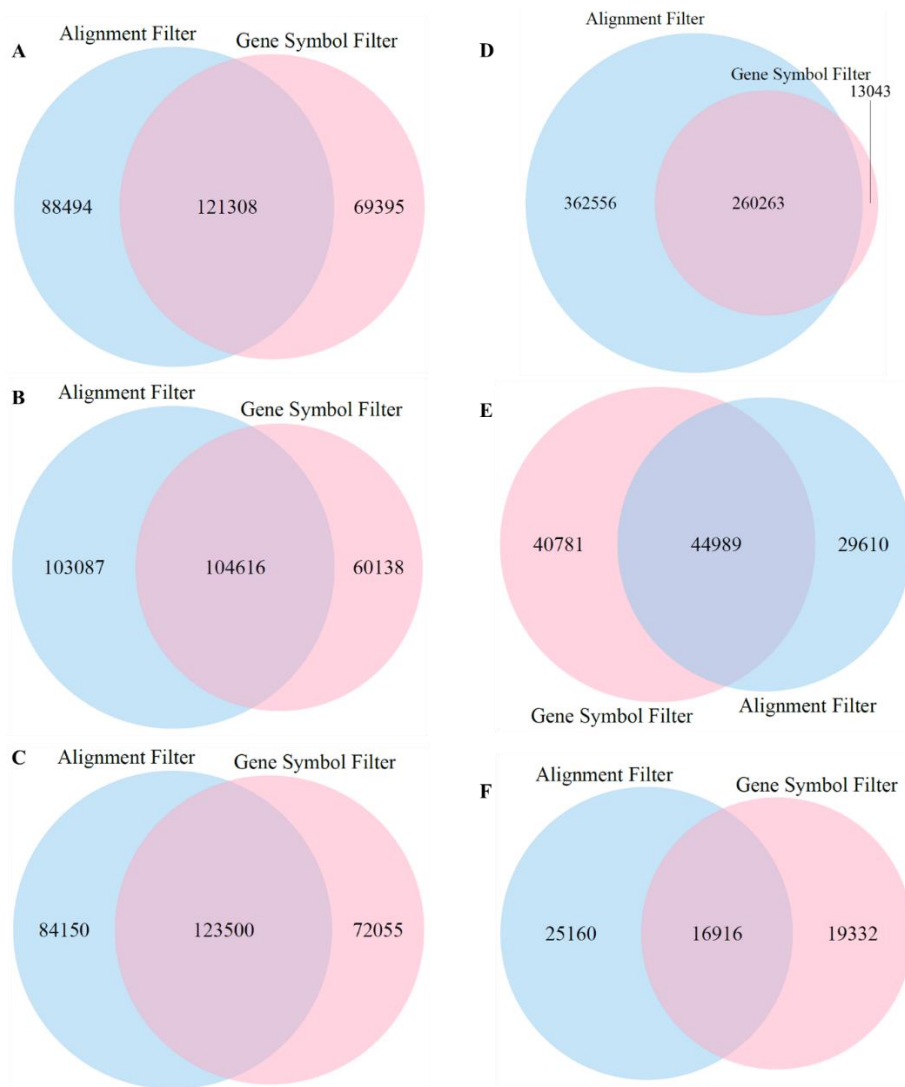 A
Alignment Filter
Gene Symbol Filter
88494
121308
69395
B
Alignment Filter
Gene Symbol Filter
103087
104616
60138
C
Alignment Filter
Gene Symbol Filter
84150
123500
72055
D
Alignment Filter
Gene Symbol Filter
13043
362556
260263
E
40781
44989
29610
Gene Symbol Filter
Alignment Filter
F
Alignment Filter
Gene Symbol Filter
25160
16916
19332